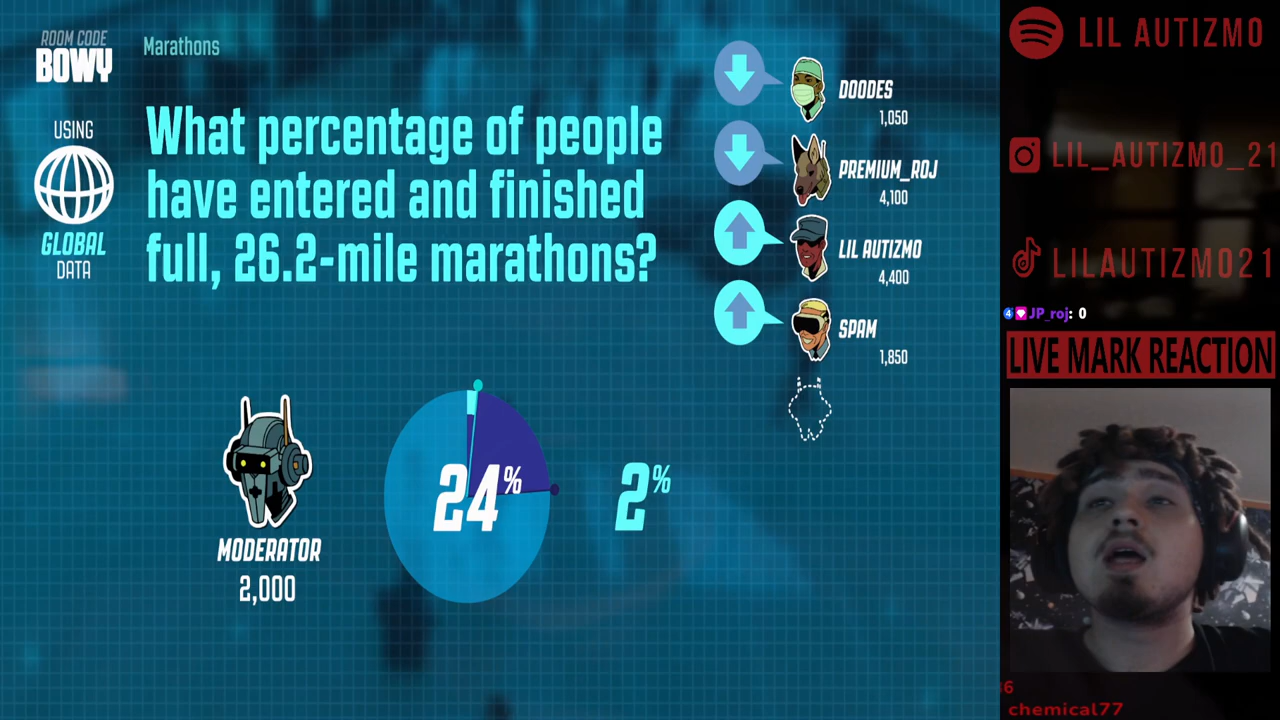 ROOM CODE
BOWY
Marathons
USING
GLOBAL
DATA
What percentage of people
have entered and finished
full, 26.2-mile marathons?
DOODES
1,050
PREMIUM_ROJ
4,100
LIL AUTIZMO
4,400
SPAM
1,850
MODERATOR
2,000
24%
2%
LIL AUTIZMO
LIL_AUTIZMO_21
LILAUTIZMO21
4 JP_roj: 0
LIVE MARK REACTION
chemical77